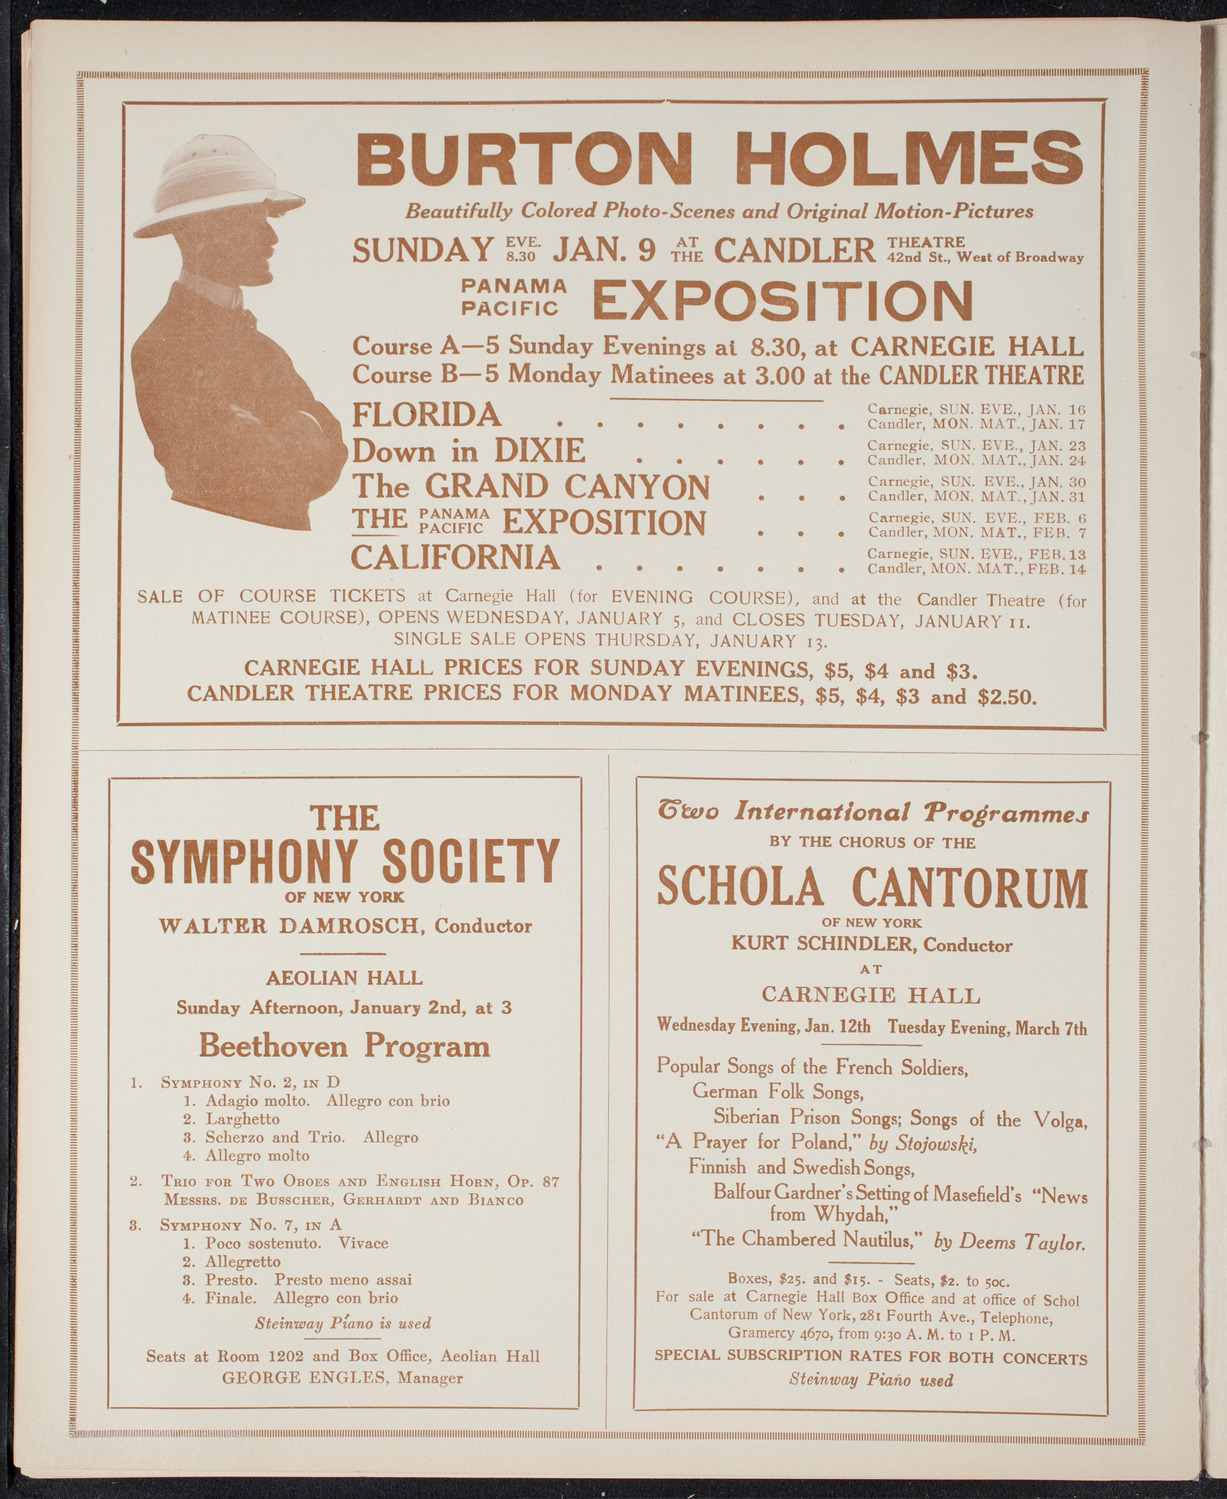 BURTON HOLMES
Beautifully Colored Photo-Scenes and Original Motion-Pictures
SUNDAY EVE. 8.30 JAN. 9 AT THE CANDLER THEATRE 42nd St., West of Broadway
PANAMA PACIFIC EXPOSITION
Course A—5 Sunday Evenings at 8.30, at CARNEGIE HALL
Course B—5 Monday Matinees at 3.00 at the CANDLER THEATRE
FLORIDA . . . . . . . . Carnegie, SUN. EVE., JAN. 16
Candler, MON. MAT., JAN. 17
Down in DIXIE . . . . . . Carnegie, SUN. EVE., JAN. 23
Candler, MON. MAT., JAN. 24
The GRAND CANYON . . . Carnegie, SUN. EVE., JAN. 30
Candler, MON. MAT., JAN. 31
THE PANAMA PACIFIC EXPOSITION . . . Carnegie, SUN. EVE., FEB. 6
Candler, MON. MAT., FEB. 7
CALIFORNIA . . . . . . . Carnegie, SUN. EVE., FEB. 13
Candler, MON. MAT., FEB. 14
SALE OF COURSE TICKETS at Carnegie Hall (for EVENING COURSE), and at the Candler Theatre (for
MATINEE COURSE), OPENS WEDNESDAY, JANUARY 5, and CLOSES TUESDAY, JANUARY 11.
SINGLE SALE OPENS THURSDAY, JANUARY 13.
CARNEGIE HALL PRICES FOR SUNDAY EVENINGS, $5, $4 and $3.
CANDLER THEATRE PRICES FOR MONDAY MATINEES, $5, $4, $3 and $2.50.
THE
SYMPHONY SOCIETY
OF NEW YORK
WALTER DAMROSCH, Conductor
AEOLIAN HALL
Sunday Afternoon, January 2nd, at 3
Beethoven Program
1. SYMPHONY NO. 2, IN D
1. Adagio molto. Allegro con brio
2. Larghetto
3. Scherzo and Trio. Allegro
4. Allegro molto
2. TRIO FOR TWO OBOES AND ENGLISH HORN, OP. 87
MESSRS. DE BUSSCHER, GERHARDT AND BIANCO
3. SYMPHONY NO. 7, IN A
1. Poco sostenuto. Vivace
2. Allegretto
3. Presto. Presto meno assai
4. Finale. Allegro con brio
Steinway Piano is used
Seats at Room 1202 and Box Office, Aeolian Hall
GEORGE ENGLES, Manager
Two International Programmes
BY THE CHORUS OF THE
SCHOLA CANTORUM
OF NEW YORK
KURT SCHINDLER, Conductor
AT
CARNEGIE HALL
Wednesday Evening, Jan. 12th Tuesday Evening, March 7th
Popular Songs of the French Soldiers,
German Folk Songs,
Siberian Prison Songs; Songs of the Volga,
"A Prayer for Poland," by Stojowski,
Finnish and Swedish Songs,
Balfour Gardner's Setting of Masefield's "News
from Whydah,"
"The Chambered Nautilus," by Deems Taylor.
Boxes, $25. and $15. - Seats, $2. to 50c.
For sale at Carnegie Hall Box Office and at office of Schol
Cantorum of New York, 281 Fourth Ave., Telephone,
Gramercy 4670, from 9:30 A. M. to 1 P. M.
SPECIAL SUBSCRIPTION RATES FOR BOTH CONCERTS
Steinway Piano used